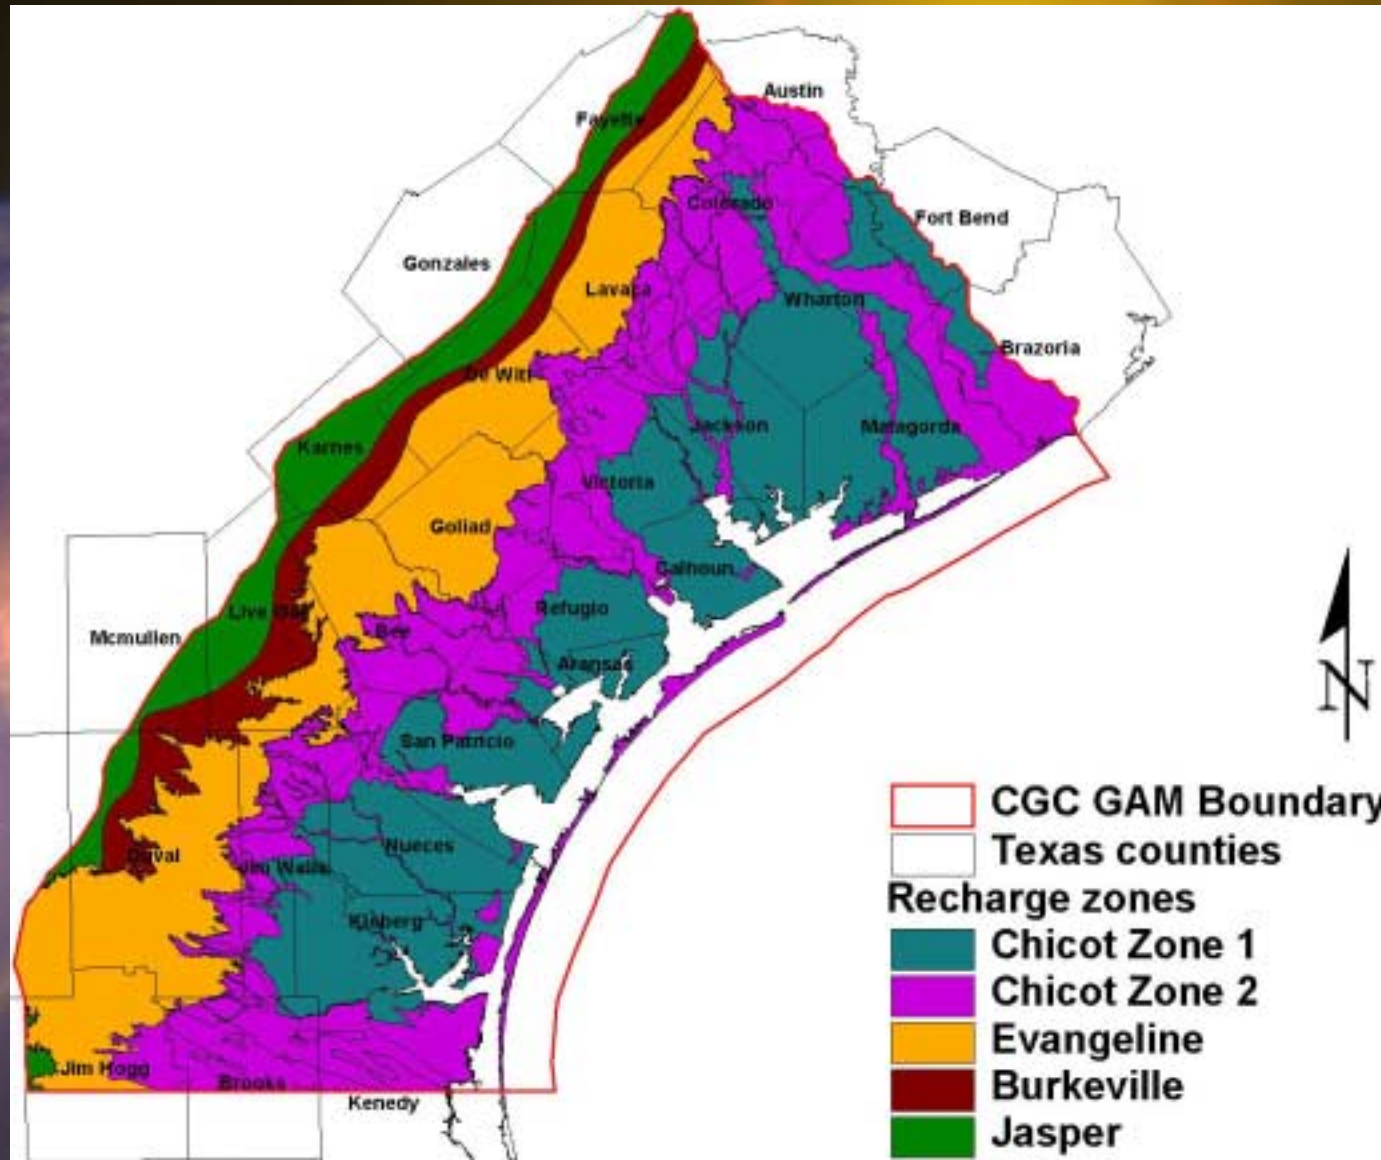 Austin
Fayette
Colorado
Fort Bend
Gonzales
Lavaca
Wharton
Brazoria
De Witt
Jackson
Matagorda
Karnes
Victoria
Goliad
Calhoun
Live Oak
Refugio
Mcmullen
Bee
Aransas
San Patricio
N
Nueces
Duval
Jim Wells
Kleberg
Jim Hogg
Brooks
Kenedy
CGC GAM Boundary
Texas counties
Recharge zones
Chicot Zone 1
Chicot Zone 2
Evangeline
Burkeville
Jasper